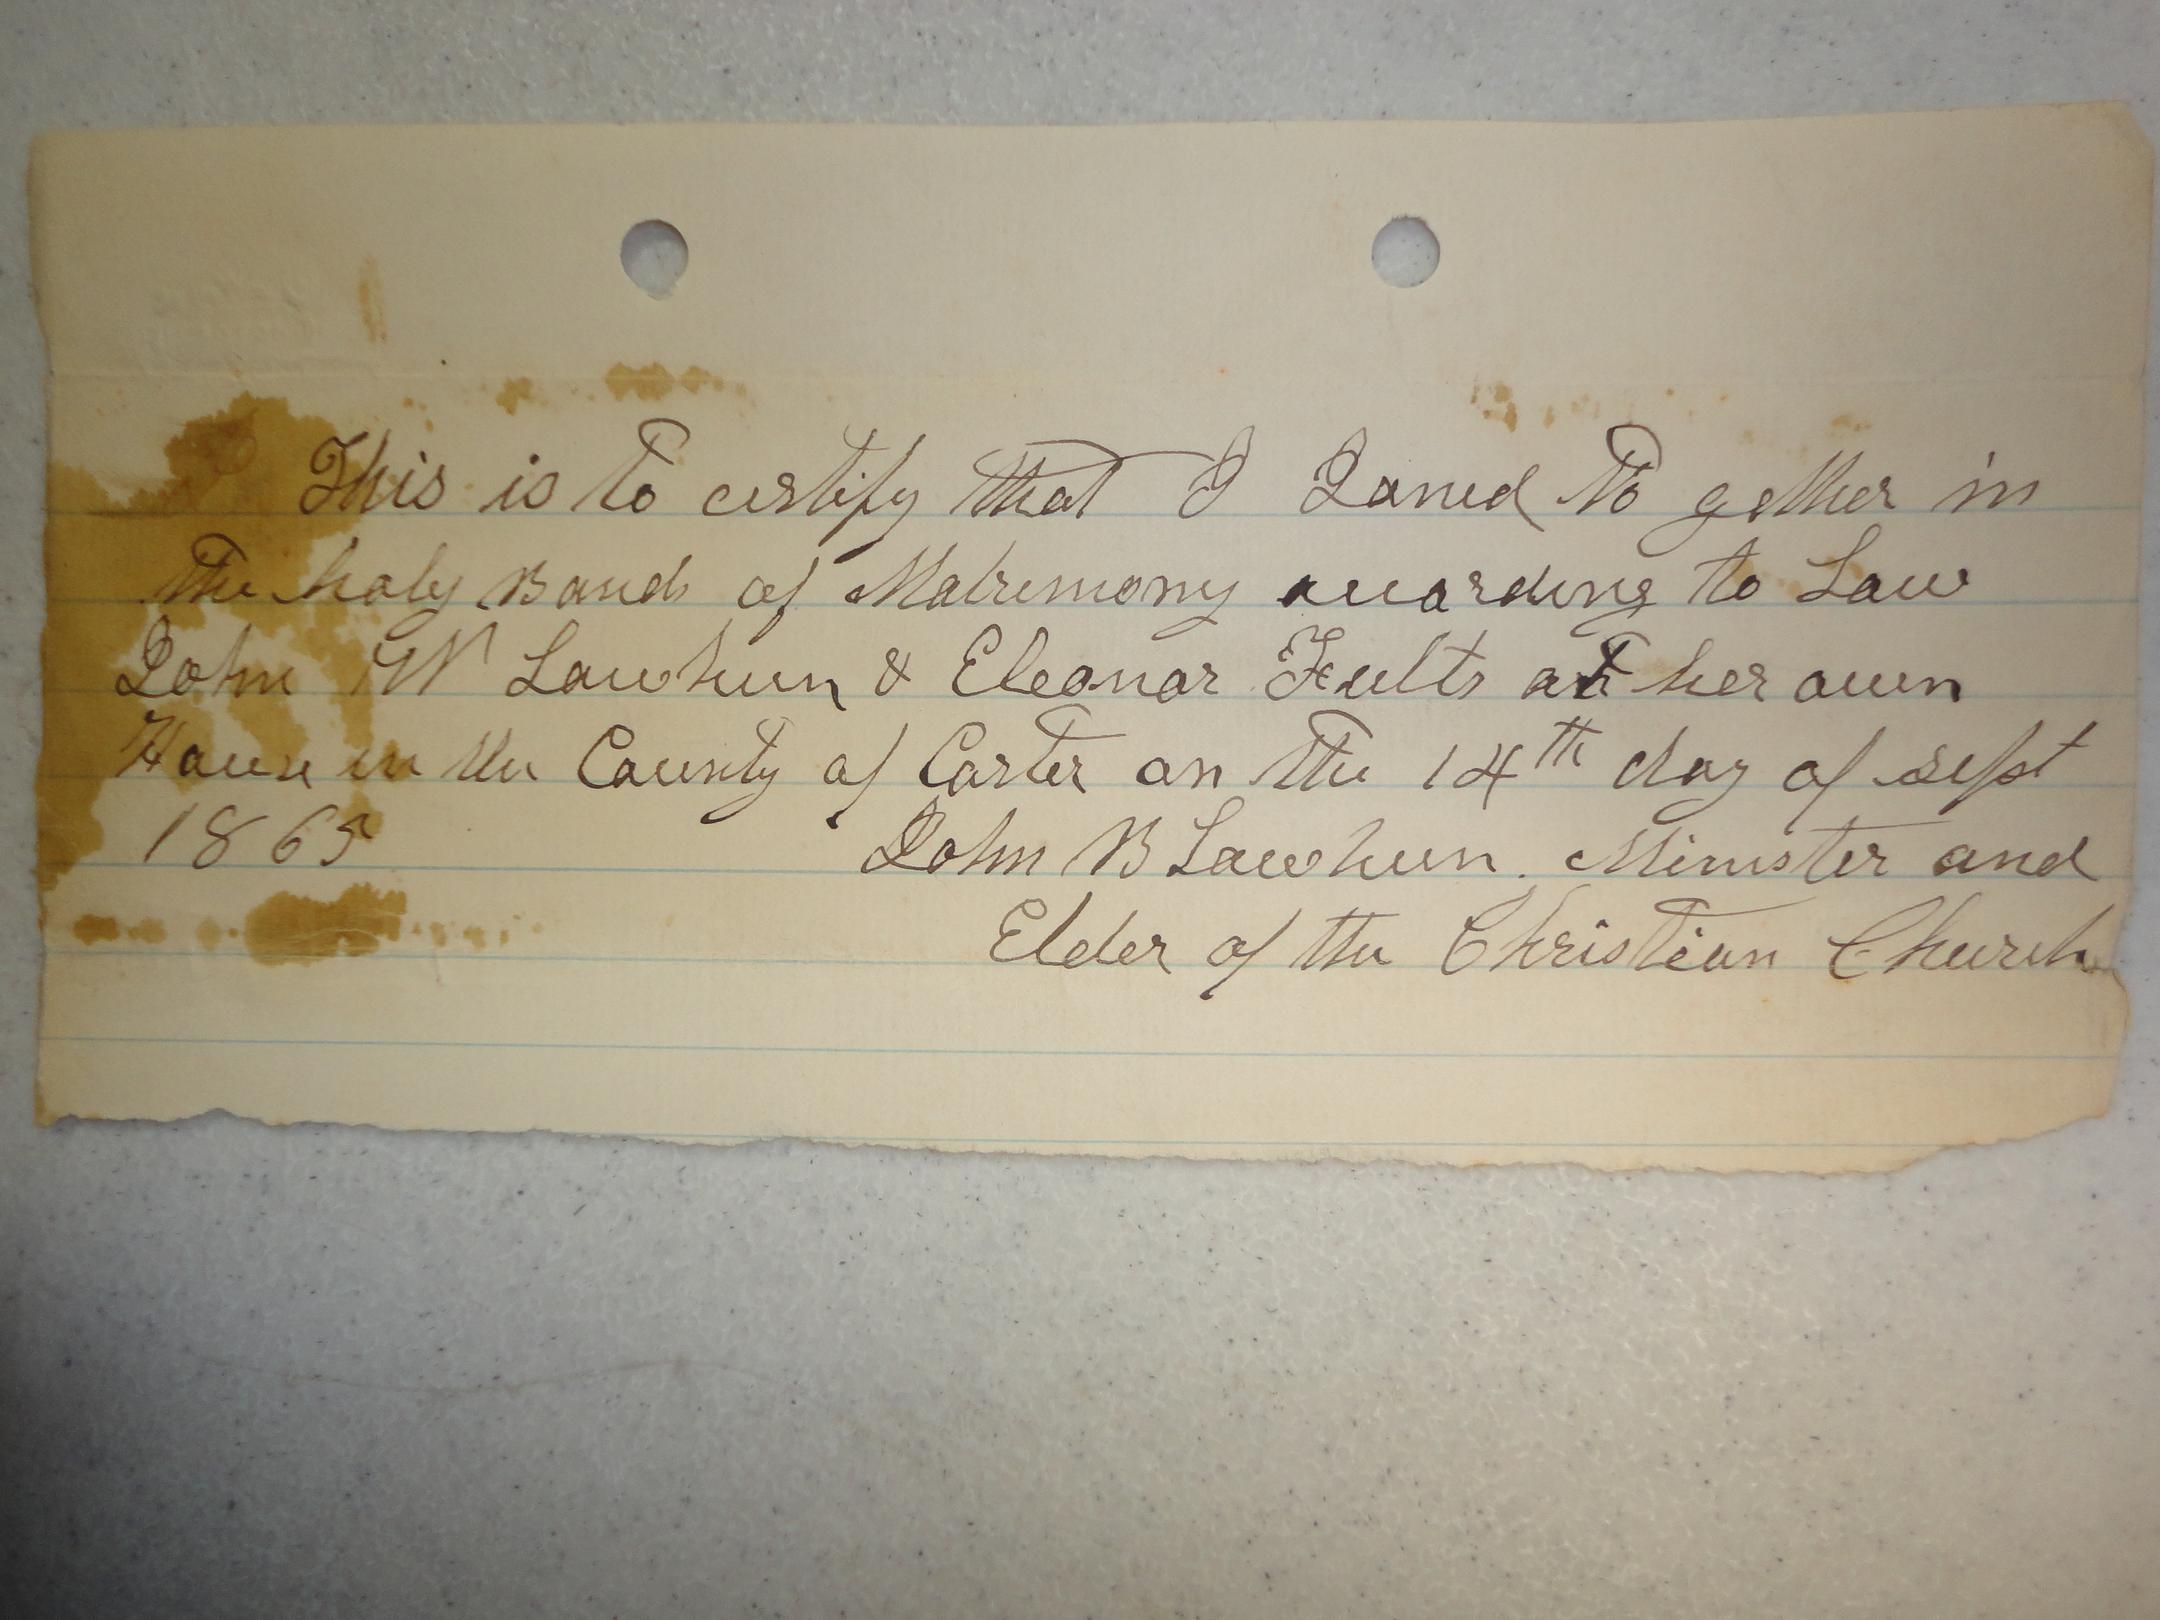 This is to certify that I Joined to gether in
the holy Bands of Matrimony according to Law
John W Lawhun & Eleonor Fults at her own
House in the County of Carter on the 14th day of sept
1865 John B Lawhun. Minister and
Elder of the Christian Church